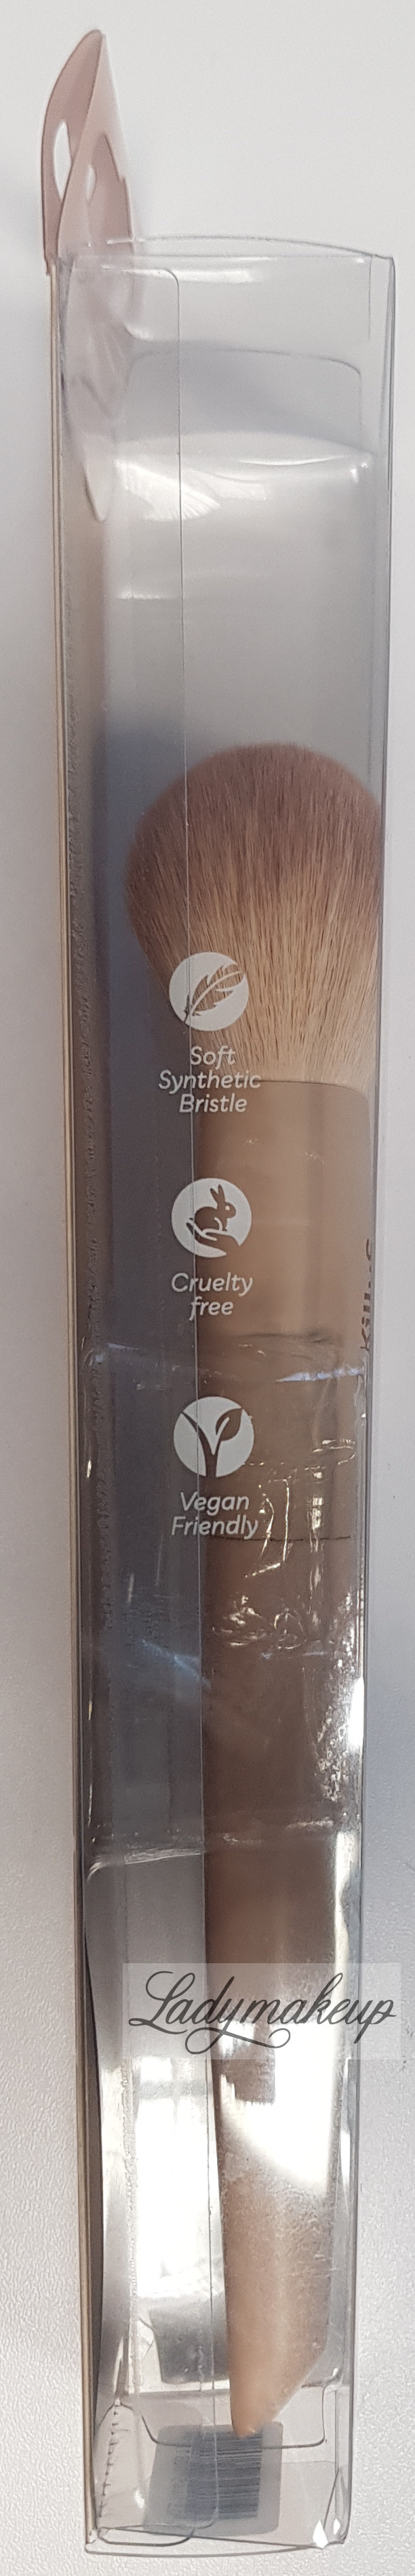 Soft
Synthetic
Bristle
Cruelty
free
Vegan
Friendly
Ladymakeup